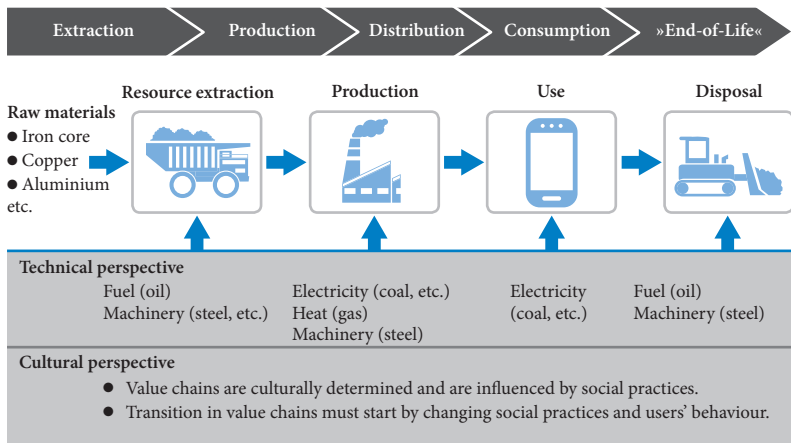 Extraction
Production
Distribution
Consumption
»End-of-Life«
Resource extraction
Production
Use
Disposal
Raw materials
● Iron core
● Copper
● Aluminium
etc.
Technical perspective
Fuel (oil)
Machinery (steel, etc.)
Electricity (coal, etc.)
Heat (gas)
Machinery (steel)
Electricity
(coal, etc.)
Fuel (oil)
Machinery (steel)
Cultural perspective
● Value chains are culturally determined and are influenced by social practices.
● Transition in value chains must start by changing social practices and users’ behaviour.